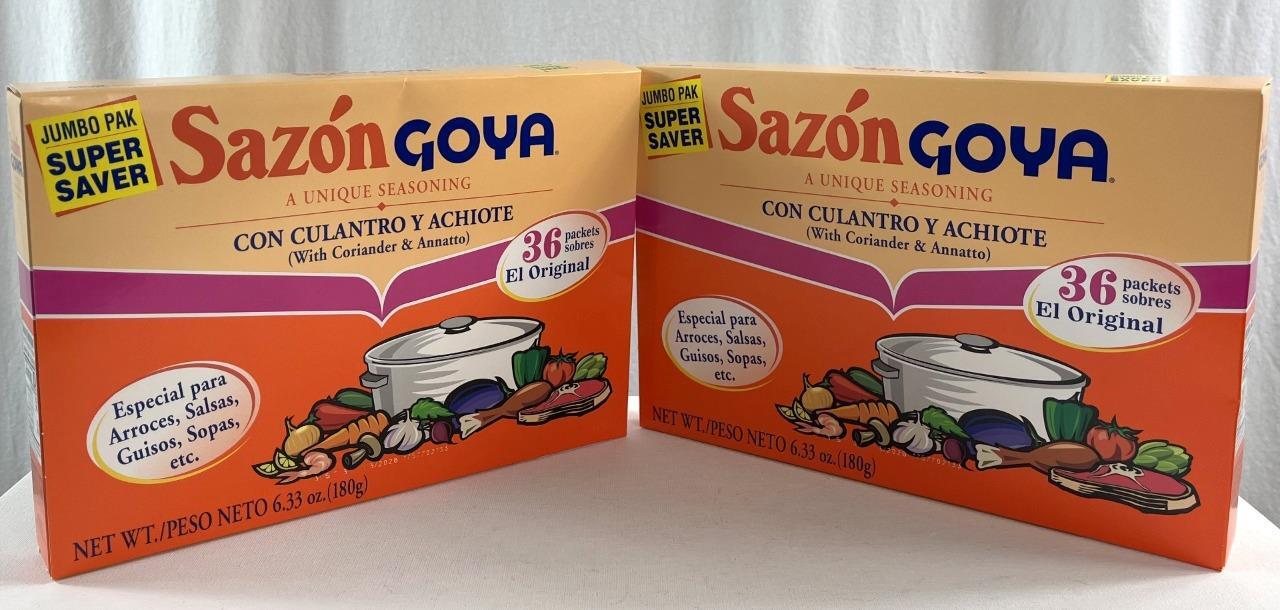 JUMBO PAK
SUPER
SAVER
Sazón GOYA®
A UNIQUE SEASONING
CON CULANTRO Y ACHIOTE
(With Coriander & Annatto)
36 packets
sobres
El Original
Especial para
Arroces, Salsas,
Guisos, Sopas,
etc.
NET WT./PESO NETO 6.33 oz.(180g)
JUMBO PAK
SUPER
SAVER
Sazón GOYA®
A UNIQUE SEASONING
CON CULANTRO Y ACHIOTE
(With Coriander & Annatto)
36 packets
sobres
El Original
Especial para
Arroces, Salsas,
Guisos, Sopas,
etc.
NET WT./PESO NETO 6.33 oz.(180g)